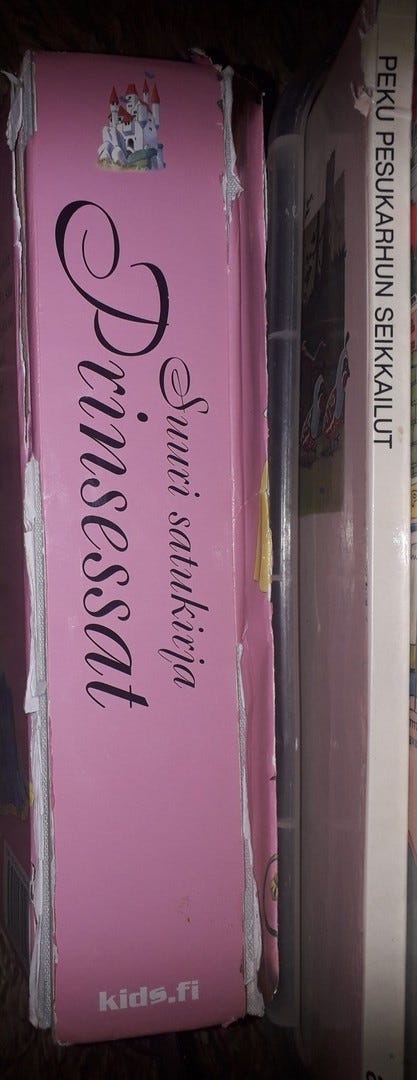 Suuri satukirja
Prinsessat
kids.fi
PEKU PESUKARHUN SEIKKAILUT